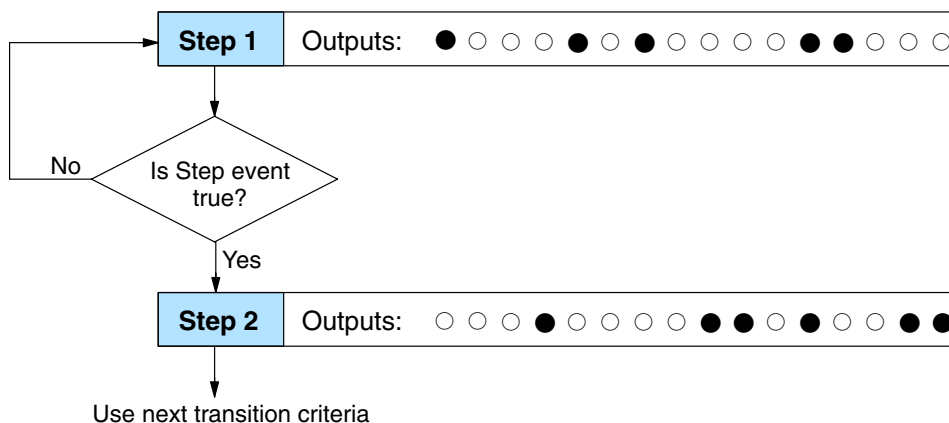 Step 1 Outputs:
No
Is Step event
true?
Yes
Step 2 Outputs:
Use next transition criteria